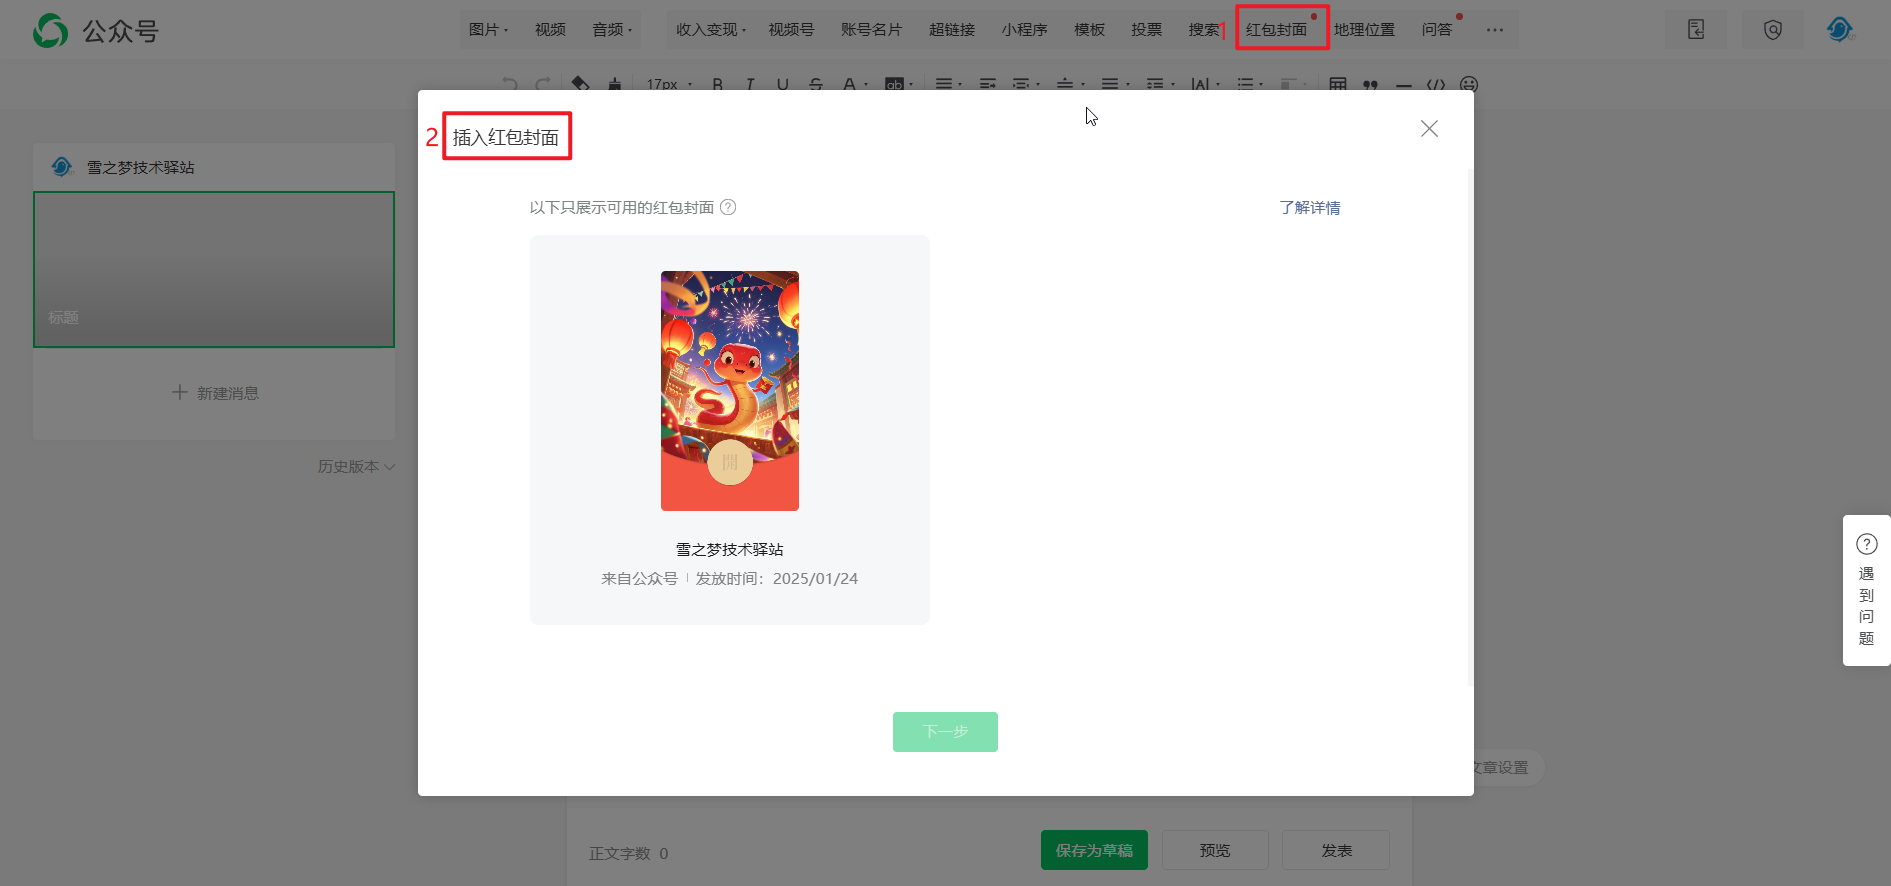 公众号
图片 视频 音频 收入变现 视频号 账号名片 超链接 小程序 模板 投票 搜索 1 红包封面 地理位置 问答 ···
17px B I U S A ab |A|
2 插入红包封面
雪之梦技术驿站
标题
新建消息
历史版本
以下只展示可用的红包封面
了解详情
開
雪之梦技术驿站
来自公众号 | 发放时间：2025/01/24
下一步
遇到问题
文章设置
正文字数 0
保存为草稿
预览
发表